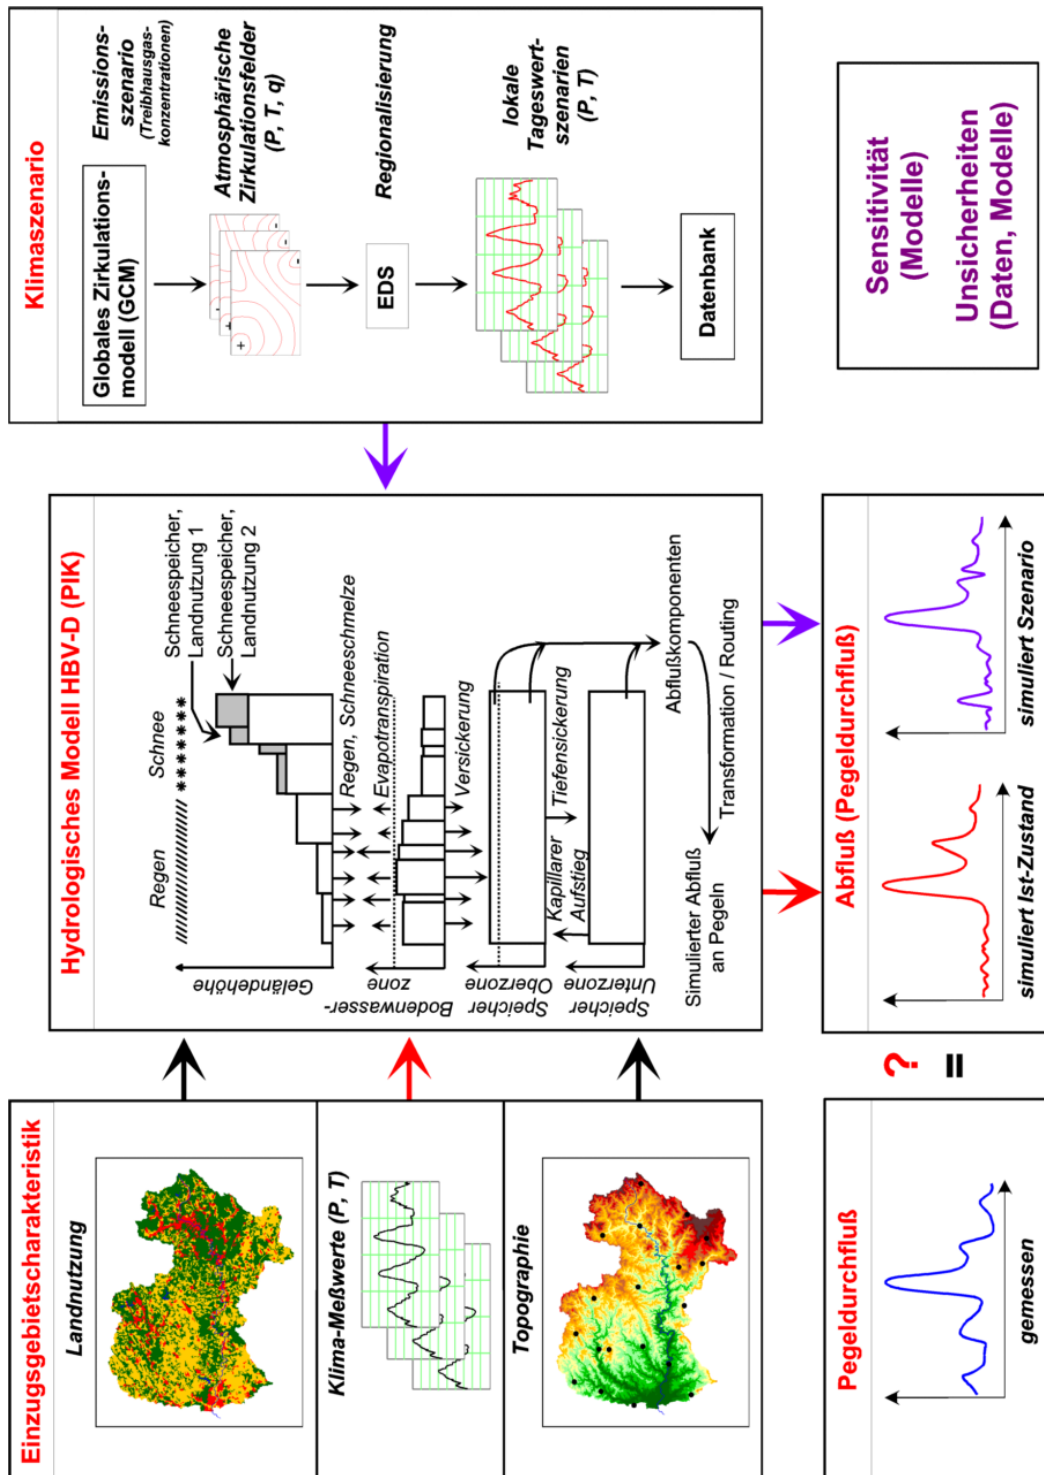 Einzugsgebietscharakteristik
Landnutzung
Klima-Meßwerte (P, T)
Topographie
Pegeldurchfluß
gemessen
?
=
Hydrologisches Modell HBV-D (PIK)
Regen
Schnee
Schneespeicher,
Landnutzung 1
Schneespeicher,
Landnutzung 2
Geländehöhe
Regen, Schneeschmelze
Evapotranspiration
Bodenwasser-
zone
Versickerung
Speicher
Oberzone
Kapillarer
Aufstieg
Tiefensickerung
Speicher
Unterzone
Abflußkomponenten
Transformation / Routing
Simulierter Abfluß
an Pegeln
Abfluß (Pegeldurchfluß)
simuliert Ist-Zustand
simuliert Szenario
Klimaszenario
Globales Zirkulations-
modell (GCM)
Emissions-
szenario
(Treibhausgas-
konzentrationen)
+
+
-
-
-
Atmosphärische
Zirkulationsfelder
(P, T, q)
EDS
Regionalisierung
lokale
Tageswert-
szenarien
(P, T)
Datenbank
Sensitivität
(Modelle)
Unsicherheiten
(Daten, Modelle)